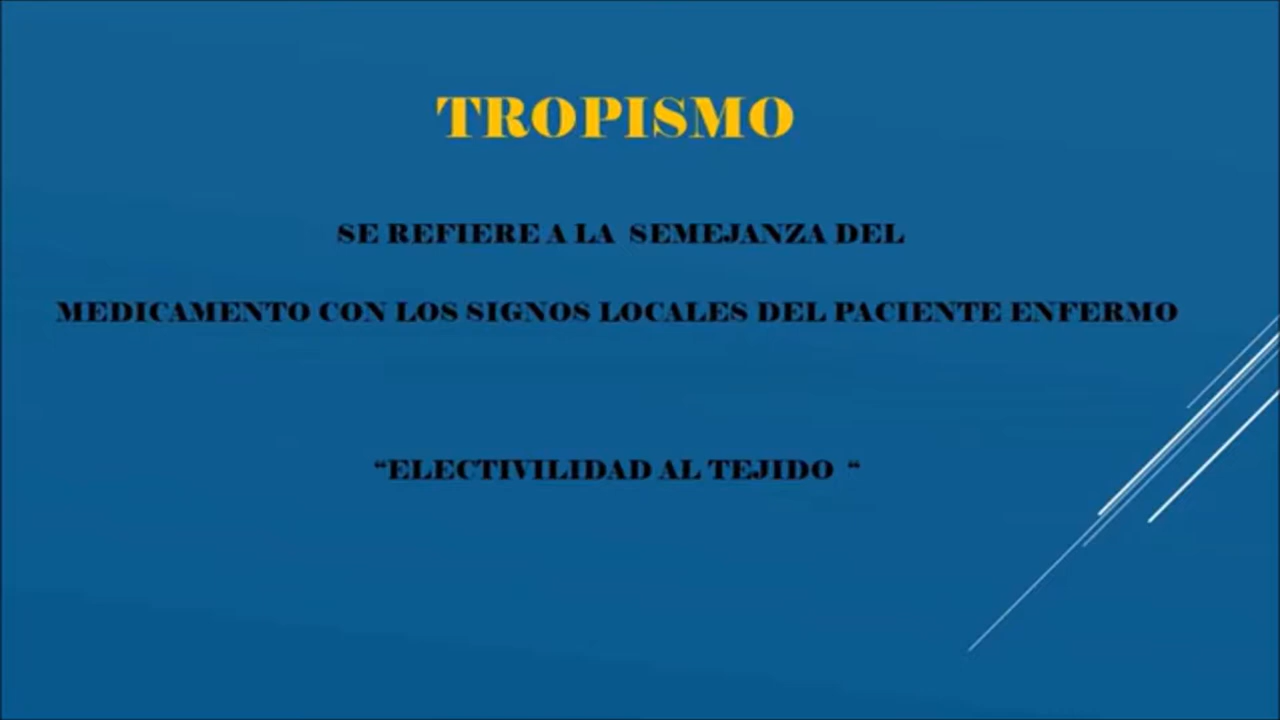 TROPISMO
SE REFIERE A LA SEMEJANZA DEL
MEDICAMENTO CON LOS SIGNOS LOCALES DEL PACIENTE ENFERMO
“ELECTIVILIDAD AL TEJIDO “